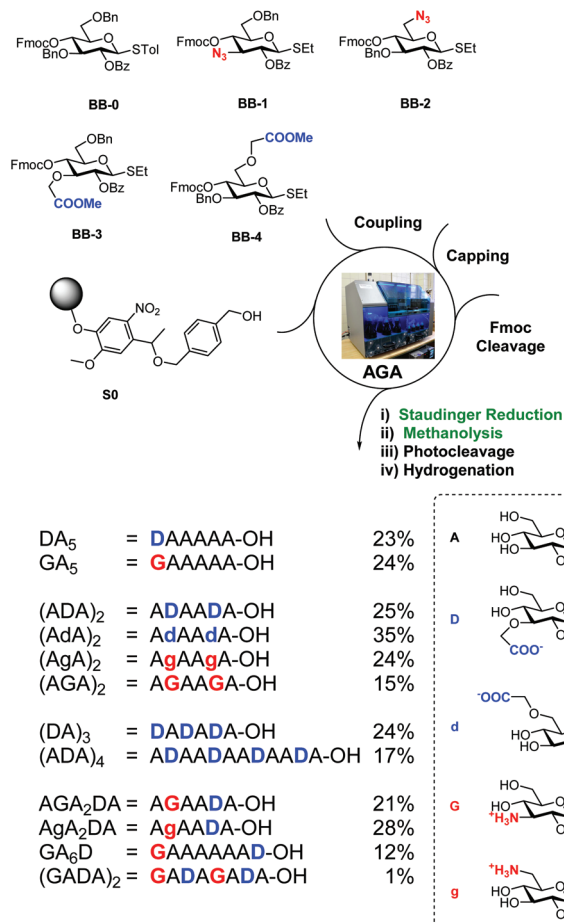 OBn
FmocO
BnO
O
STol
OBz
BB-0
OBn
FmocO
N3
O
SEt
OBz
BB-1
N3
FmocO
BnO
O
SEt
OBz
BB-2
OBn
FmocO
O
O
SEt
OBz
COOMe
BB-3
COOMe
O
FmocO
BnO
O
SEt
OBz
BB-4
Coupling
Capping
Fmoc
Cleavage
AGA
O
NO2
O
O
OH
S0
i) Staudinger Reduction
ii) Methanolysis
iii) Photocleavage
iv) Hydrogenation
DA5 = DAAAAA-OH 23%
GA5 = GAAAAA-OH 24%
(ADA)2 = ADAADA-OH 25%
(AdA)2 = AdAAdA-OH 35%
(AgA)2 = AgAAgA-OH 24%
(AGA)2 = AGAAGA-OH 15%
(DA)3 = DADADA-OH 24%
(ADA)4 = ADAADAADAADA-OH 17%
AGA2DA = AGAADA-OH 21%
AgA2DA = AgAADA-OH 28%
GA6D = GAAAAAAD-OH 12%
(GADA)2 = GADAGADA-OH 1%
A
HO
HO
HO
O
D
HO
HO
O
O
COO-
d
-OOC
O
HO
HO
G
HO
HO
+H3N
O
g
+H3N
HO
HO
O